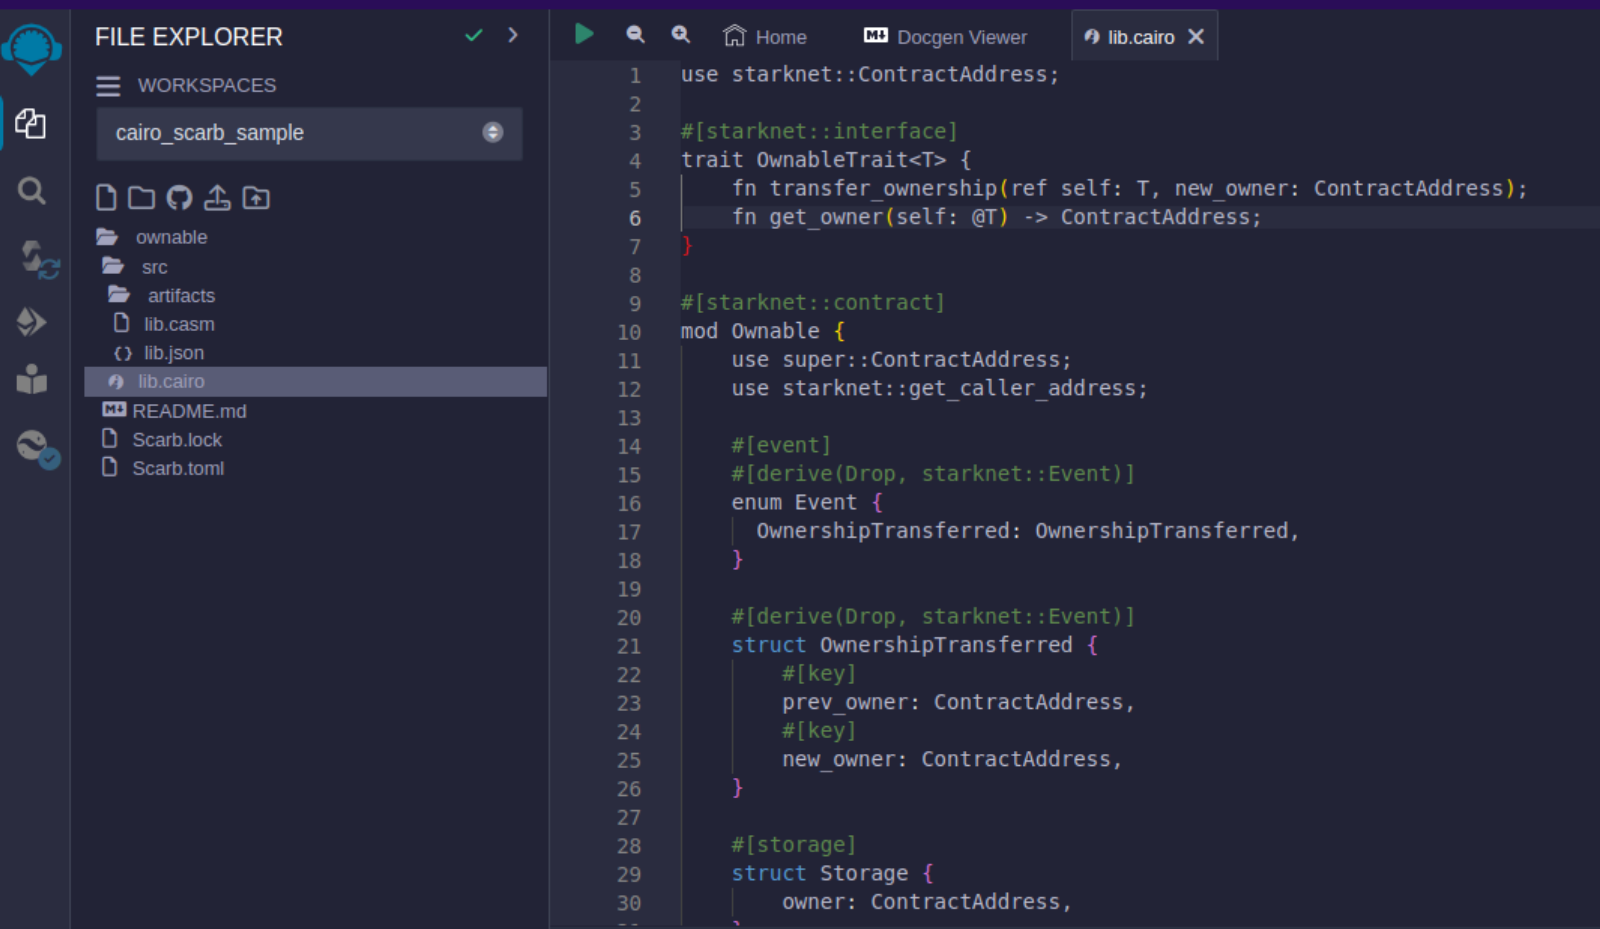 FILE EXPLORER
WORKSPACES
cairo_scarb_sample
ownable
src
artifacts
lib.casm
{} lib.json
lib.cairo
M↓ README.md
Scarb.lock
Scarb.toml
Home
M↓ Docgen Viewer
lib.cairo
1 use starknet::ContractAddress;
2
3 #[starknet::interface]
4 trait OwnableTrait<T> {
5     fn transfer_ownership(ref self: T, new_owner: ContractAddress);
6     fn get_owner(self: @T) -> ContractAddress;
7 }
8
9 #[starknet::contract]
10 mod Ownable {
11     use super::ContractAddress;
12     use starknet::get_caller_address;
13
14     #[event]
15     #[derive(Drop, starknet::Event)]
16     enum Event {
17       OwnershipTransferred: OwnershipTransferred,
18     }
19
20     #[derive(Drop, starknet::Event)]
21     struct OwnershipTransferred {
22         #[key]
23         prev_owner: ContractAddress,
24         #[key]
25         new_owner: ContractAddress,
26     }
27
28     #[storage]
29     struct Storage {
30         owner: ContractAddress,